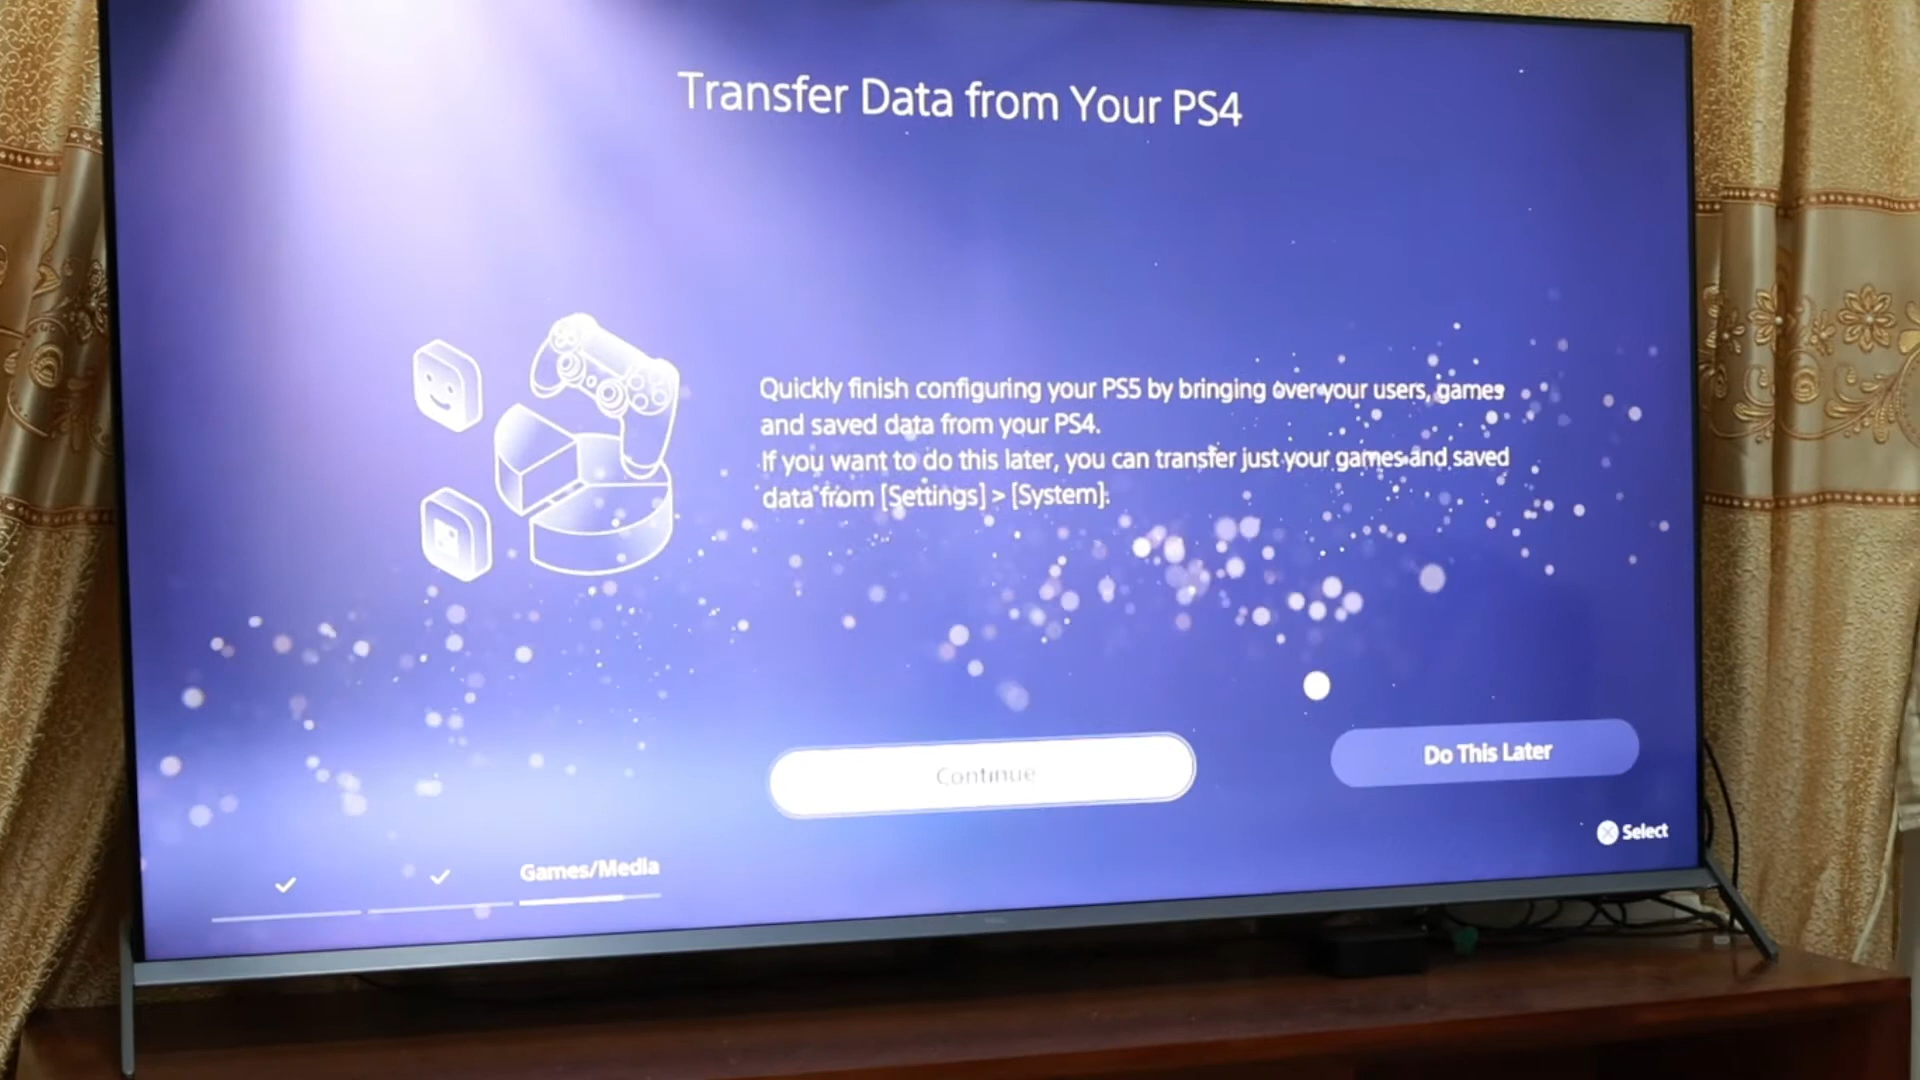 Transfer Data from Your PS4
Quickly finish configuring your PS5 by bringing over your users, games
and saved data from your PS4.
If you want to do this later, you can transfer just your games and saved
data from [Settings] > [System].
Continue
Do This Later
Select
Games/Media